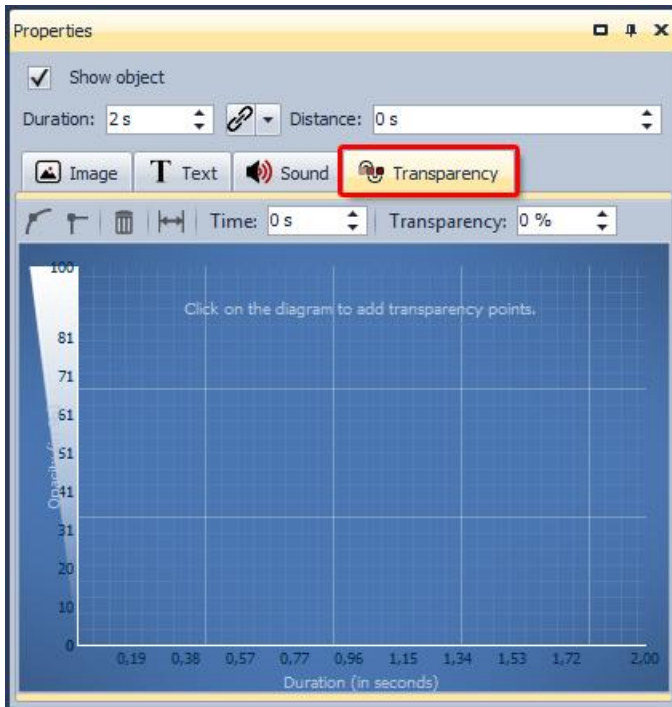 Properties
Show object
Duration: 2 s Distance: 0 s
Image Text Sound Transparency
Time: 0 s Transparency: 0 %
100
Click on the diagram to add transparency points.
81
71
61
51
41
31
20
10
0
Opacity
0,19 0,38 0,57 0,77 0,96 1,15 1,34 1,53 1,72 2,00
Duration (in seconds)